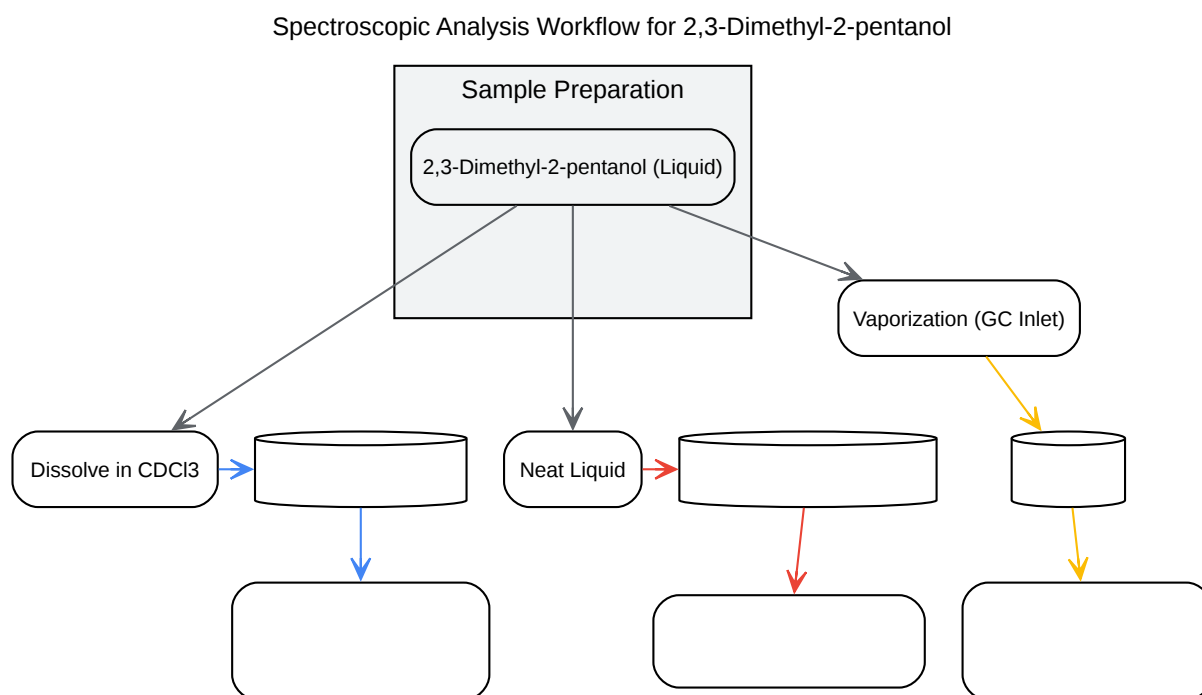 Spectroscopic Analysis Workflow for 2,3-Dimethyl-2-pentanol
Sample Preparation
2,3-Dimethyl-2-pentanol (Liquid)
Vaporization (GC Inlet)
Dissolve in CDCl3
Neat Liquid